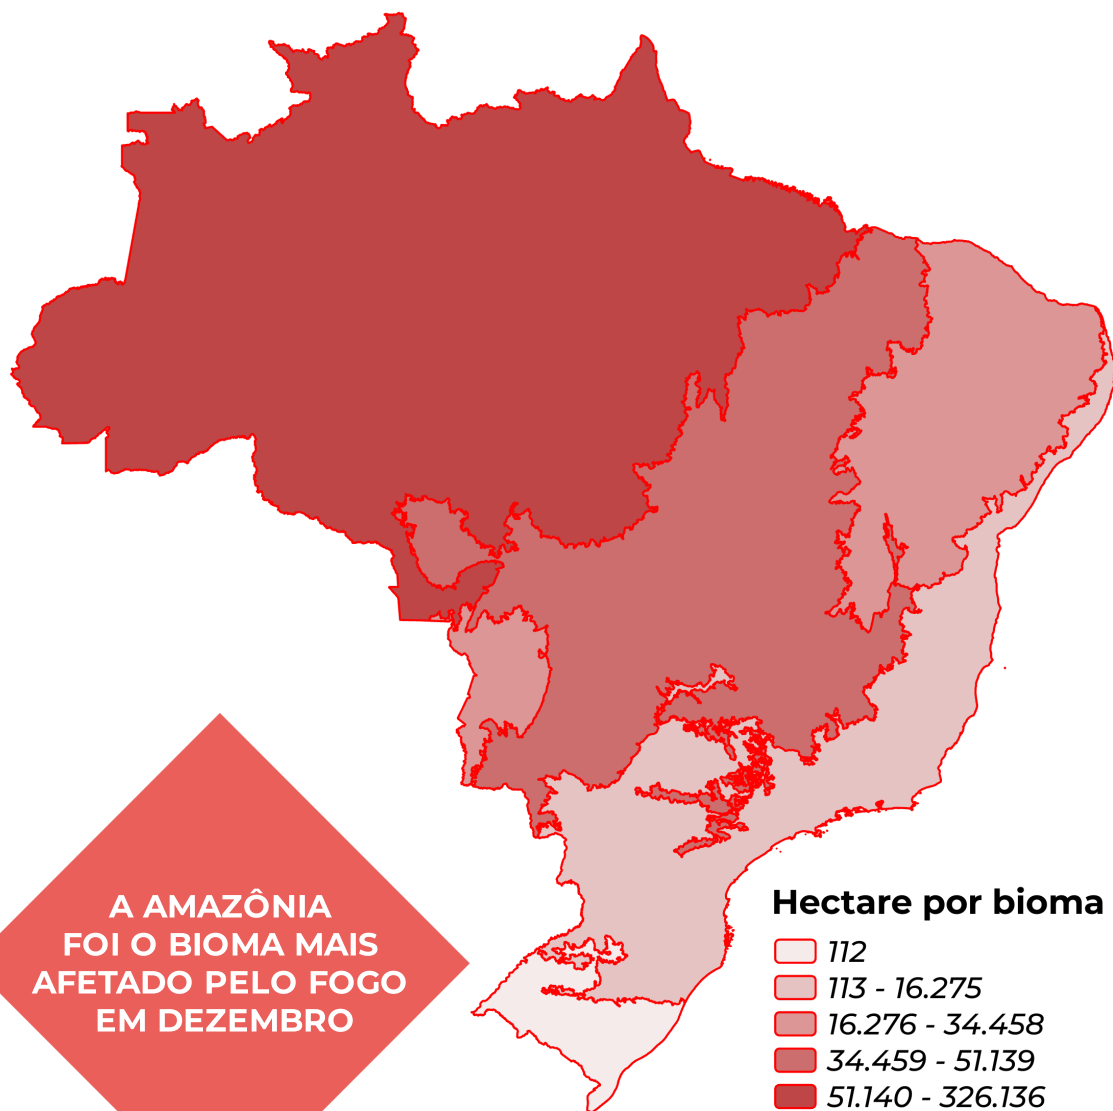 A AMAZÔNIA
FOI O BIOMA MAIS
AFETADO PELO FOGO
EM DEZEMBRO
Hectare por bioma
112
113 - 16.275
16.276 - 34.458
34.459 - 51.139
51.140 - 326.136